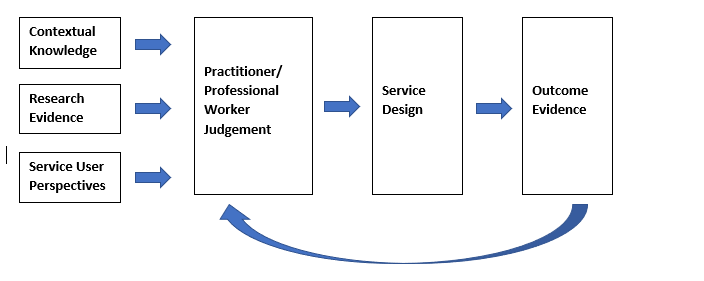 Contextual
Knowledge
Research
Evidence
Service User
Perspectives
Practitioner/
Professional
Worker
Judgement
Service
Design
Outcome
Evidence